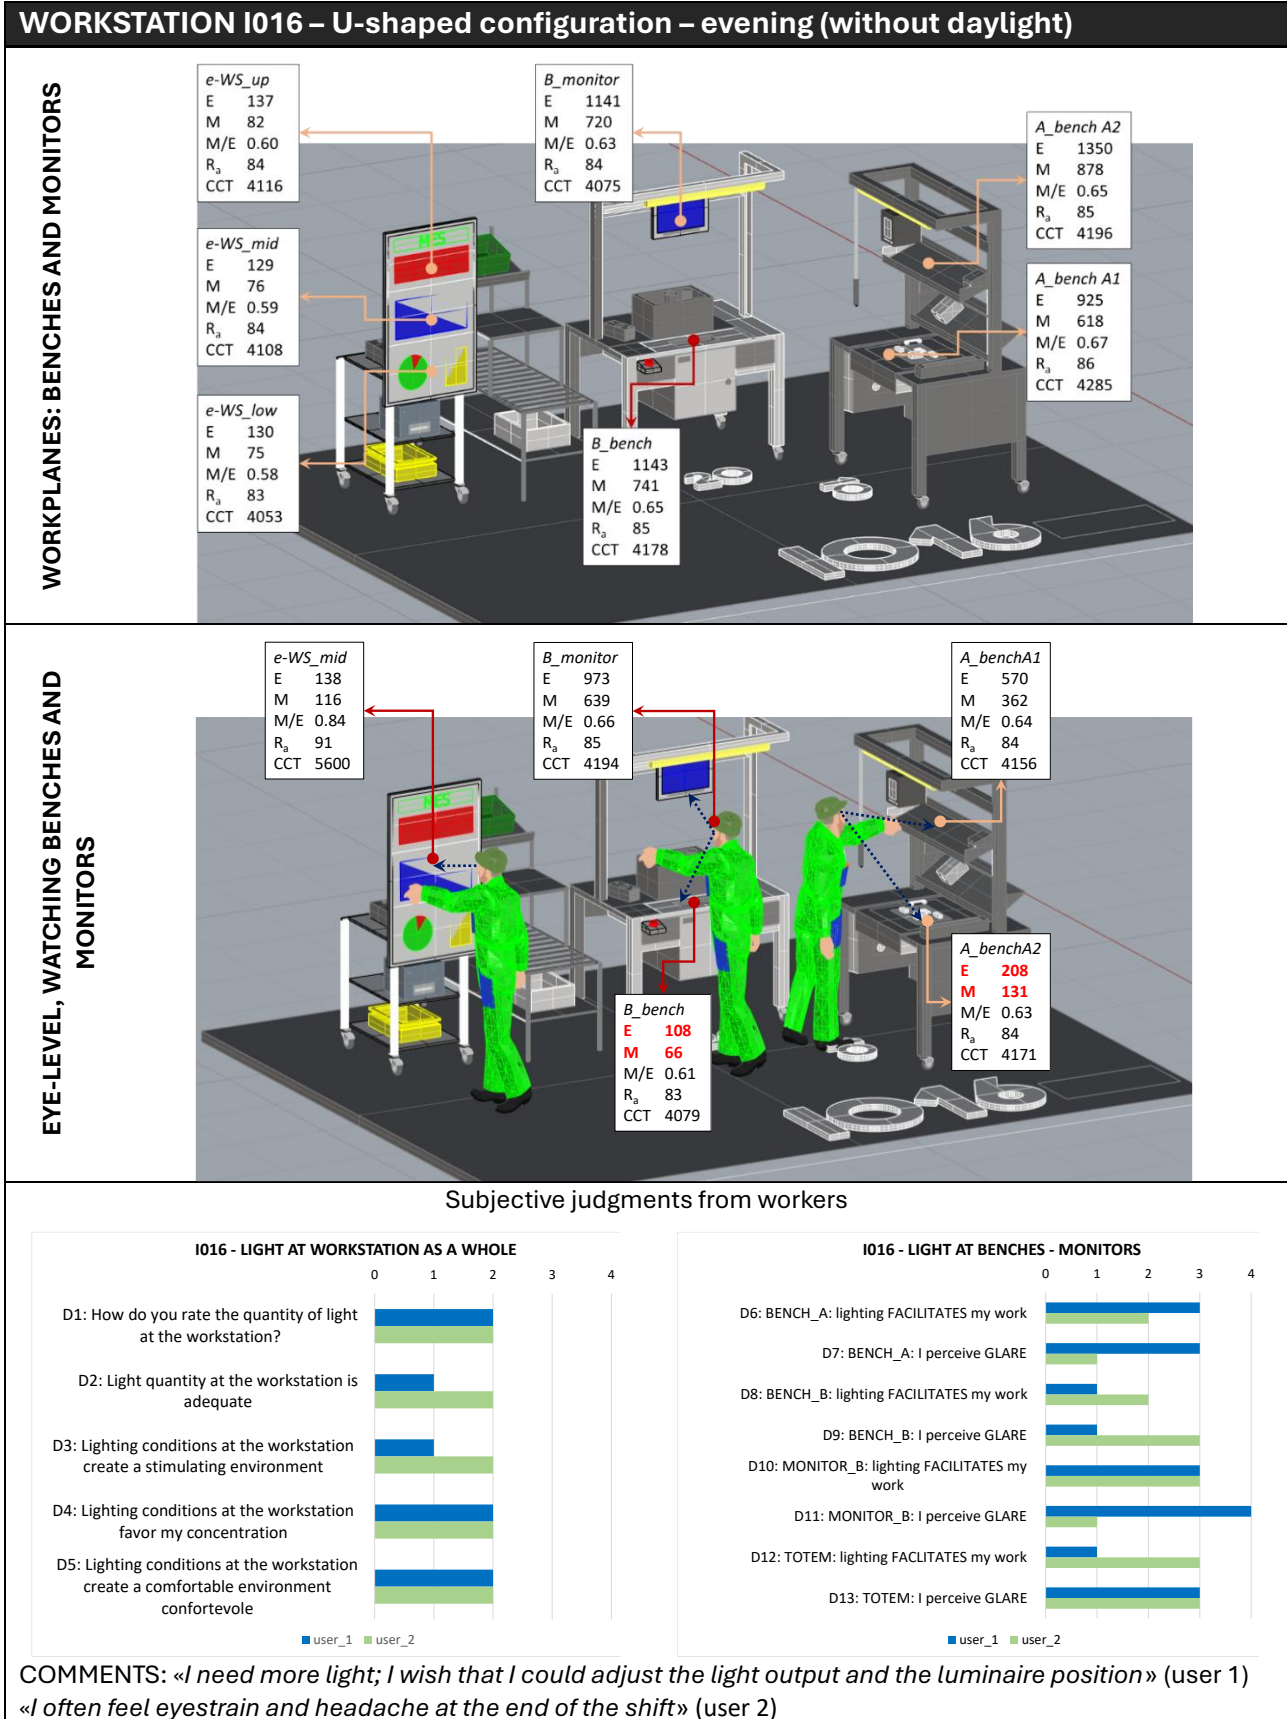 WORKSTATION I016 – U-shaped configuration – evening (without daylight)
WORKPLANES: BENCHES AND MONITORS
e-WS_up
E 137
M 82
M/E 0.60
Ra 84
CCT 4116
B_monitor
E 1141
M 720
M/E 0.63
Ra 84
CCT 4075
A_bench A2
E 1350
M 878
M/E 0.65
Ra 85
CCT 4196
e-WS_mid
E 129
M 76
M/E 0.59
Ra 84
CCT 4108
A_bench A1
E 925
M 618
M/E 0.67
Ra 86
CCT 4285
e-WS_low
E 130
M 75
M/E 0.58
Ra 83
CCT 4053
B_bench
E 1143
M 741
M/E 0.65
Ra 85
CCT 4178
MES
I016
EYE-LEVEL, WATCHING BENCHES AND
MONITORS
e-WS_mid
E 138
M 116
M/E 0.84
Ra 91
CCT 5600
B_monitor
E 973
M 639
M/E 0.66
Ra 85
CCT 4194
A_benchA1
E 570
M 362
M/E 0.64
Ra 84
CCT 4156
A_benchA2
E 208
M 131
M/E 0.63
Ra 84
CCT 4171
B_bench
E 108
M 66
M/E 0.61
Ra 83
CCT 4079
MES
I016
Subjective judgments from workers
I016 - LIGHT AT WORKSTATION AS A WHOLE
0 1 2 3 4
D1: How do you rate the quantity of light
at the workstation?
D2: Light quantity at the workstation is
adequate
D3: Lighting conditions at the workstation
create a stimulating environment
D4: Lighting conditions at the workstation
favor my concentration
D5: Lighting conditions at the workstation
create a comfortable environment
confortevole
user_1 user_2
I016 - LIGHT AT BENCHES - MONITORS
0 1 2 3 4
D6: BENCH_A: lighting FACILITATES my work
D7: BENCH_A: I perceive GLARE
D8: BENCH_B: lighting FACILITATES my work
D9: BENCH_B: I perceive GLARE
D10: MONITOR_B: lighting FACILITATES my
work
D11: MONITOR_B: I perceive GLARE
D12: TOTEM: lighting FACILITATES my work
D13: TOTEM: I perceive GLARE
user_1 user_2
COMMENTS: «I need more light; I wish that I could adjust the light output and the luminaire position» (user 1)
«I often feel eyestrain and headache at the end of the shift» (user 2)